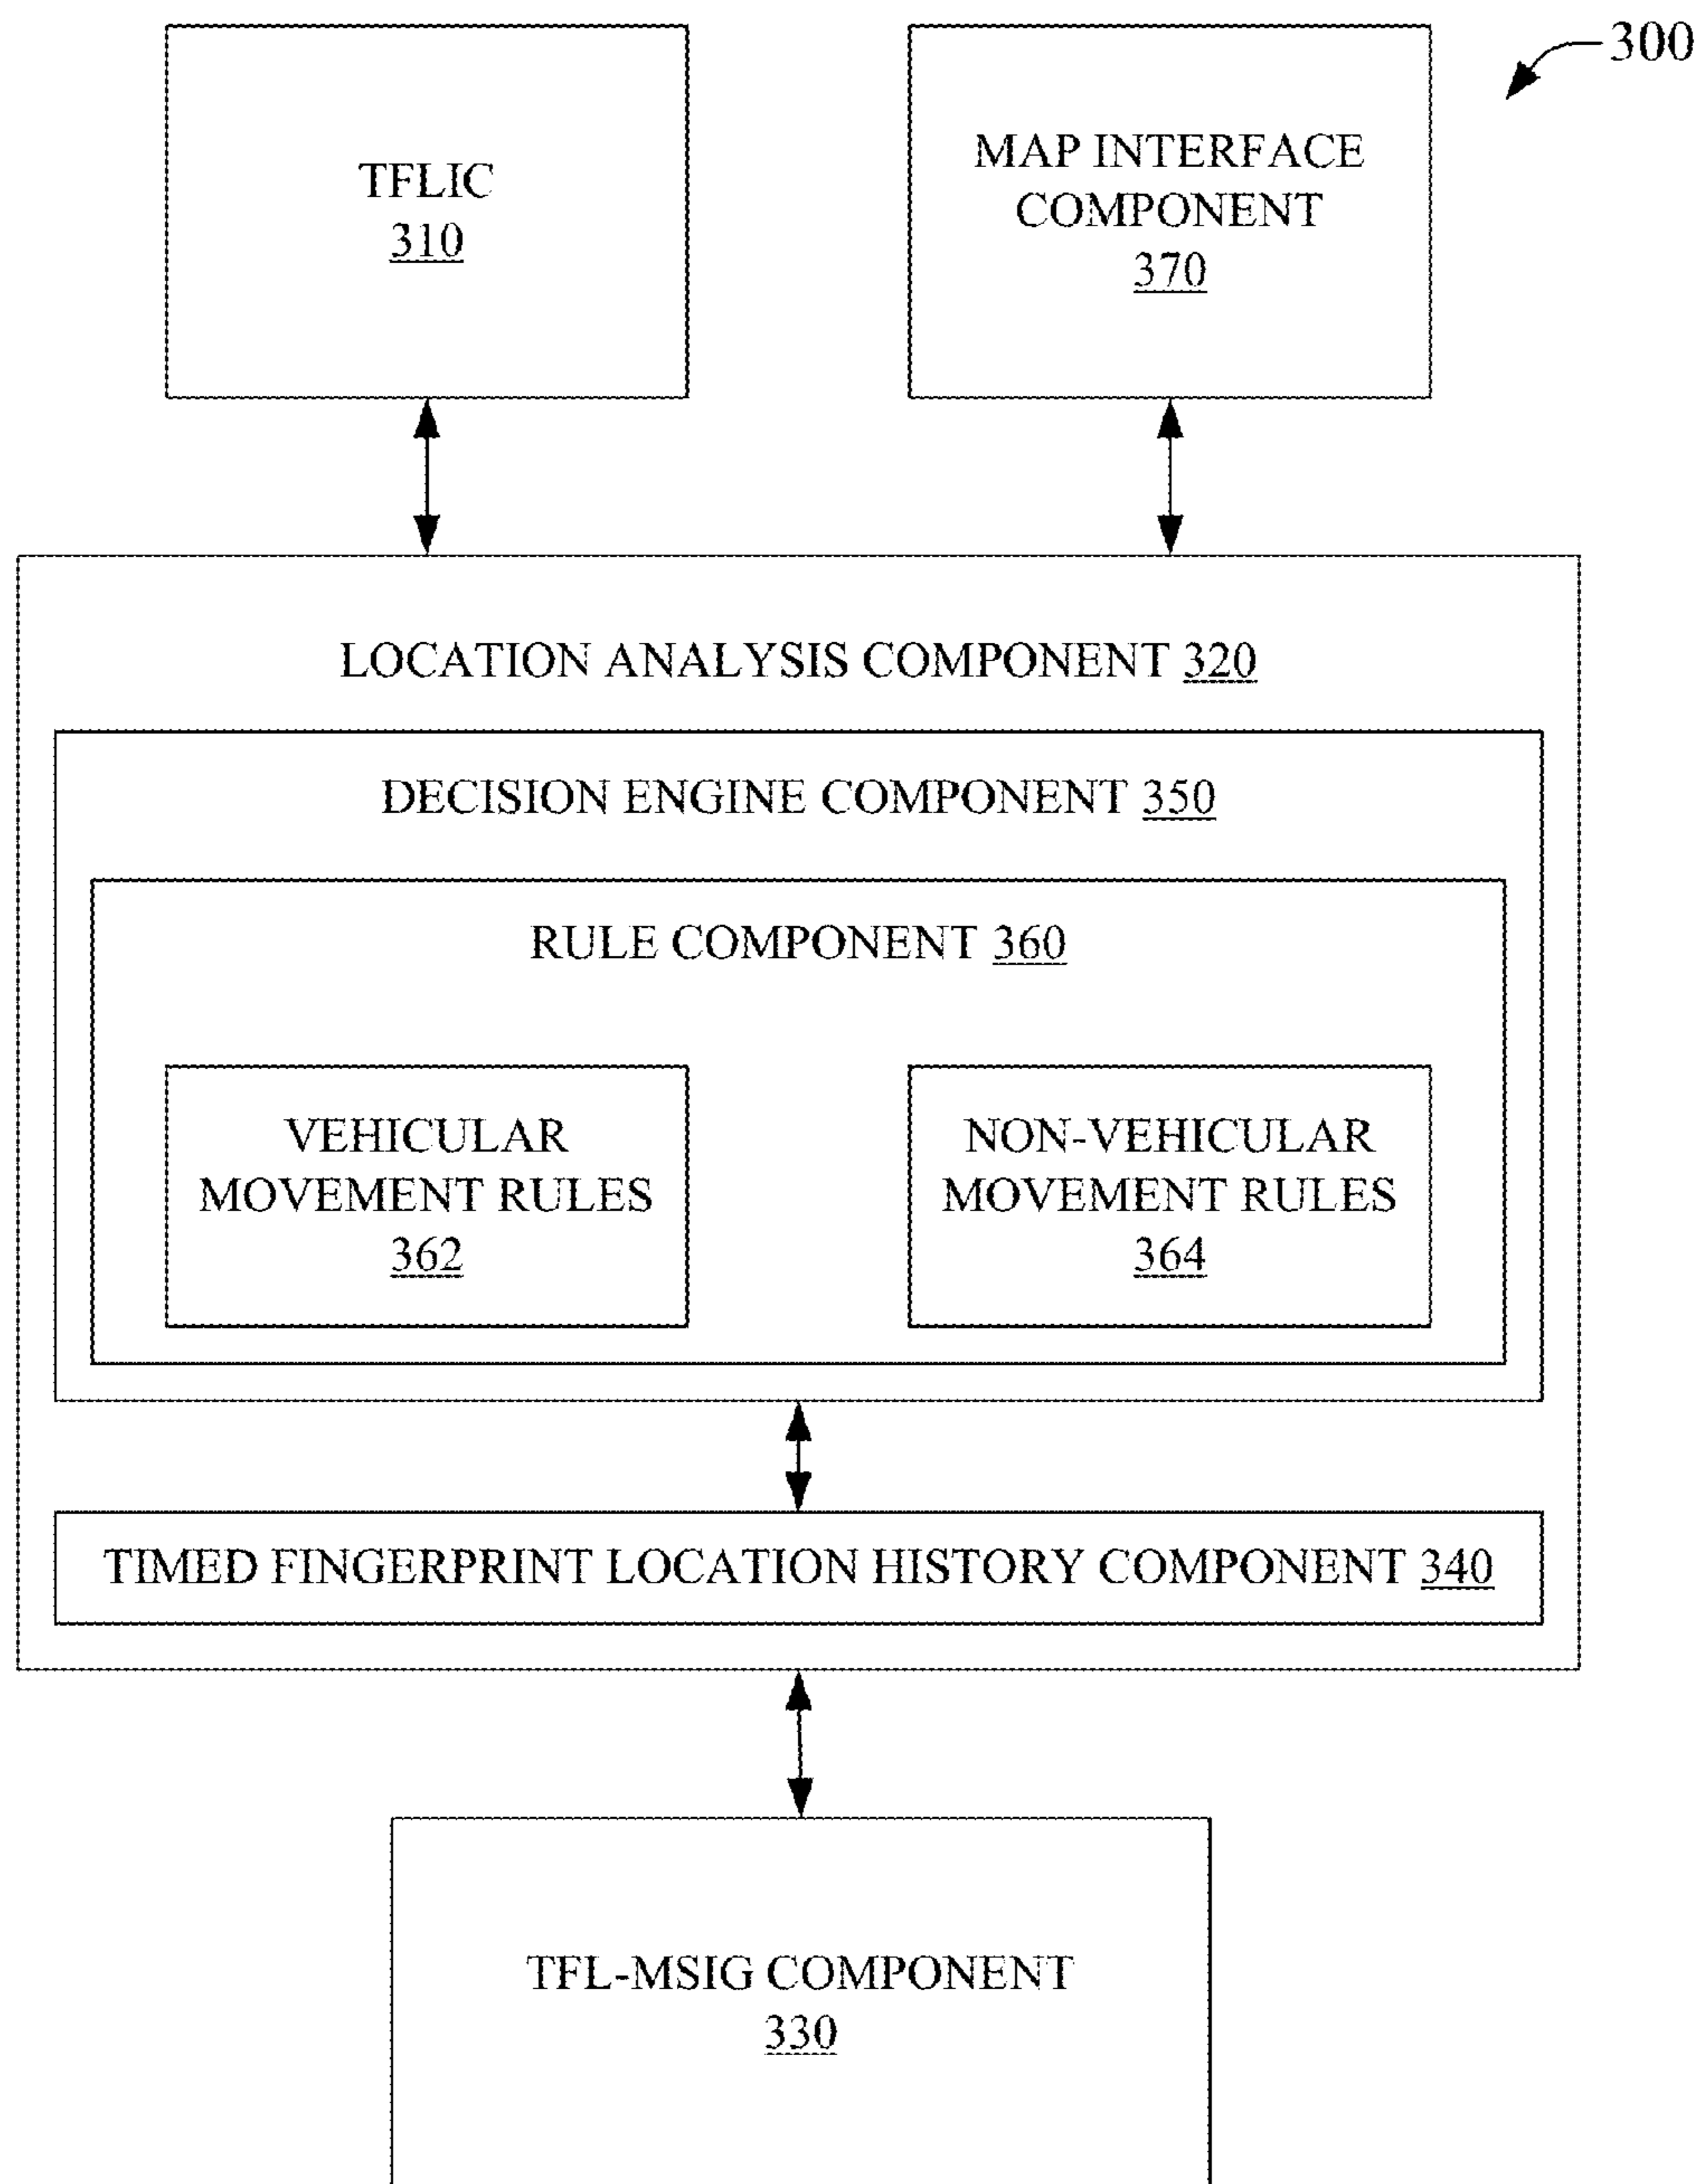 300
TFLIC
310
MAP INTERFACE
COMPONENT
370
LOCATION ANALYSIS COMPONENT 320
DECISION ENGINE COMPONENT 350
RULE COMPONENT 360
VEHICULAR
MOVEMENT RULES
362
NON-VEHICULAR
MOVEMENT RULES
364
TIMED FINGERPRINT LOCATION HISTORY COMPONENT 340
TFL-MSIG COMPONENT
330